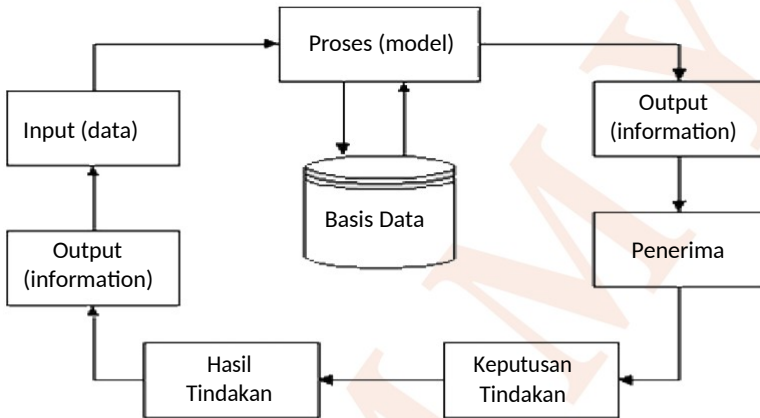 Proses (model)
Output
(information)
Input (data)
Basis Data
Penerima
Output
(information)
Hasil
Tindakan
Keputusan
Tindakan